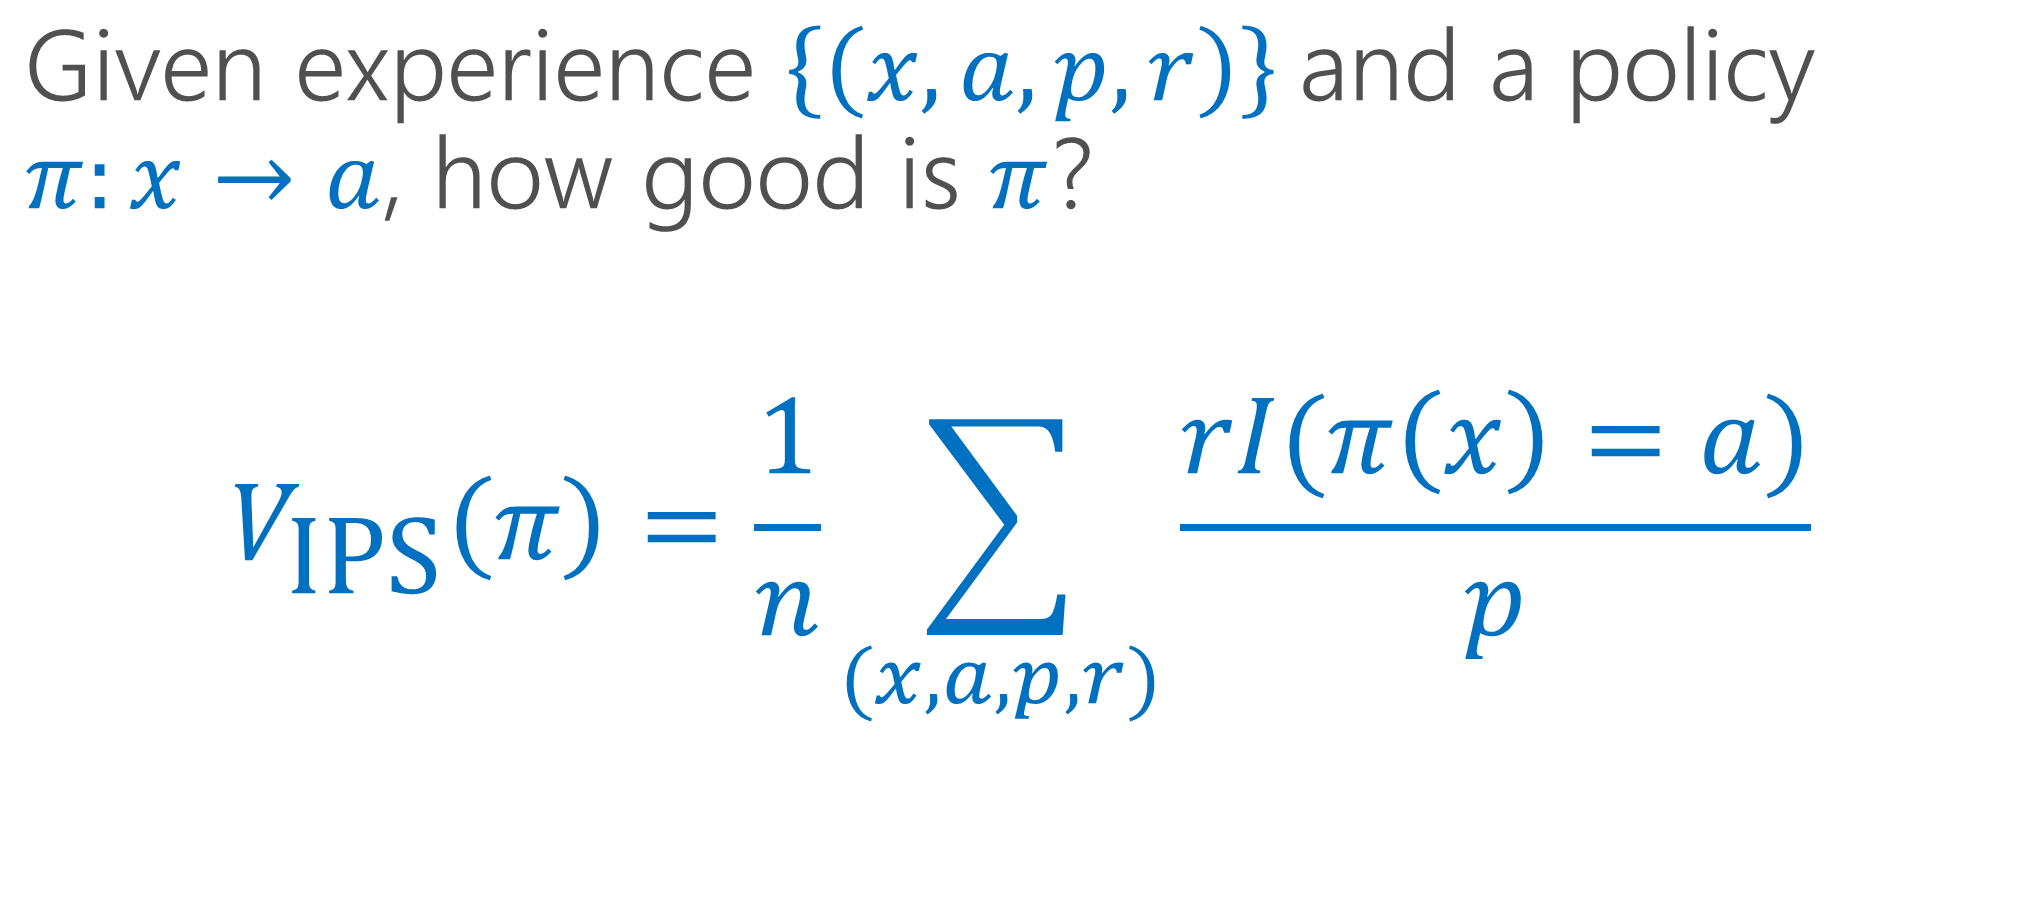 Given experience {(x, a, p, r)} and a policy
π: x → a, how good is π?
V_IPS(π) = 1/n ∑_(x,a,p,r) rI(π(x) = a)/p